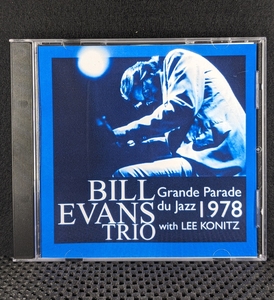 BILL Grande Parade
EVANS du Jazz 1978
TRIO with LEE KONITZ